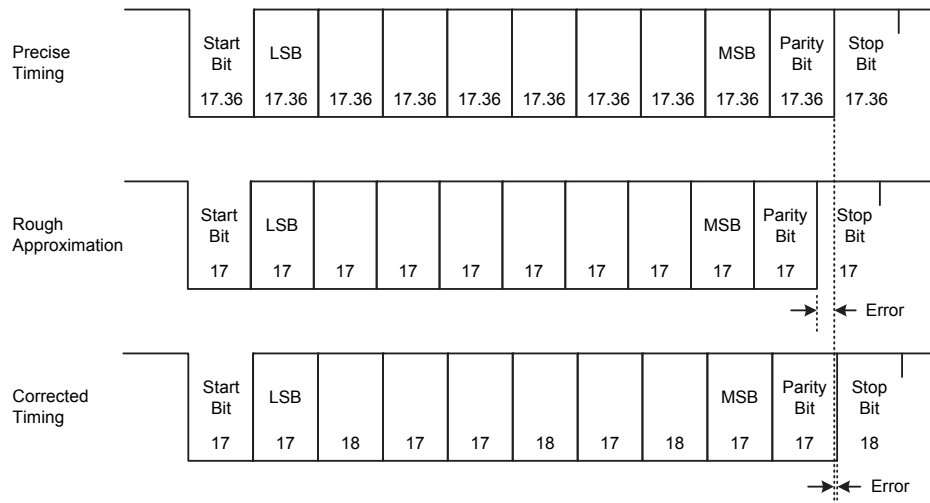 Precise
Timing
Start
Bit
LSB
MSB
Parity
Bit
Stop
Bit
17.36 17.36 17.36 17.36 17.36 17.36 17.36 17.36 17.36 17.36 17.36
Rough
Approximation
Start
Bit
LSB
MSB
Parity
Bit
Stop
Bit
17 17 17 17 17 17 17 17 17 17 17
Error
Corrected
Timing
Start
Bit
LSB
MSB
Parity
Bit
Stop
Bit
17 17 18 17 17 18 17 18 17 17 18
Error